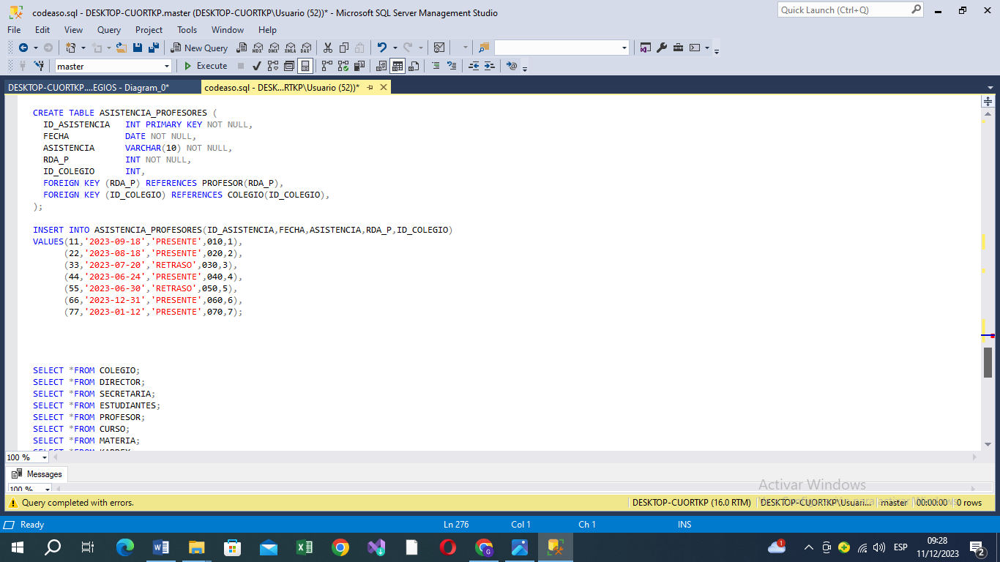 codeaso.sql - DESKTOP-CUORTKP.master (DESKTOP-CUORTKP\Usuario (52))* - Microsoft SQL Server Management Studio
Quick Launch (Ctrl+Q)
File Edit View Query Project Tools Window Help
New Query MDX DMX XMLA DAX
master Execute
DESKTOP-CUORTKP....EGIOS - Diagram_0* codeaso.sql - DESK...RTKP\Usuario (52))*
CREATE TABLE ASISTENCIA_PROFESORES (
ID_ASISTENCIA INT PRIMARY KEY NOT NULL,
FECHA DATE NOT NULL,
ASISTENCIA VARCHAR(10) NOT NULL,
RDA_P INT NOT NULL,
ID_COLEGIO INT,
FOREIGN KEY (RDA_P) REFERENCES PROFESOR(RDA_P),
FOREIGN KEY (ID_COLEGIO) REFERENCES COLEGIO(ID_COLEGIO),
);
INSERT INTO ASISTENCIA_PROFESORES(ID_ASISTENCIA,FECHA,ASISTENCIA,RDA_P,ID_COLEGIO)
VALUES(11,'2023-09-18','PRESENTE',010,1),
(22,'2023-08-18','PRESENTE',020,2),
(33,'2023-07-20','RETRASO',030,3),
(44,'2023-06-24','PRESENTE',040,4),
(55,'2023-06-30','RETRASO',050,5),
(66,'2023-12-31','PRESENTE',060,6),
(77,'2023-01-12','PRESENTE',070,7);
SELECT *FROM COLEGIO;
SELECT *FROM DIRECTOR;
SELECT *FROM SECRETARIA;
SELECT *FROM ESTUDIANTES;
SELECT *FROM PROFESOR;
SELECT *FROM CURSO;
SELECT *FROM MATERIA;
100 %
Messages
100 %
Activar Windows
Query completed with errors. DESKTOP-CUORTKP (16.0 RTM) DESKTOP-CUORTKP\Usuari... master 00:00:00 0 rows
Ready Ln 276 Col 1 Ch 1 INS
1 ESP 09:28
11/12/2023 2